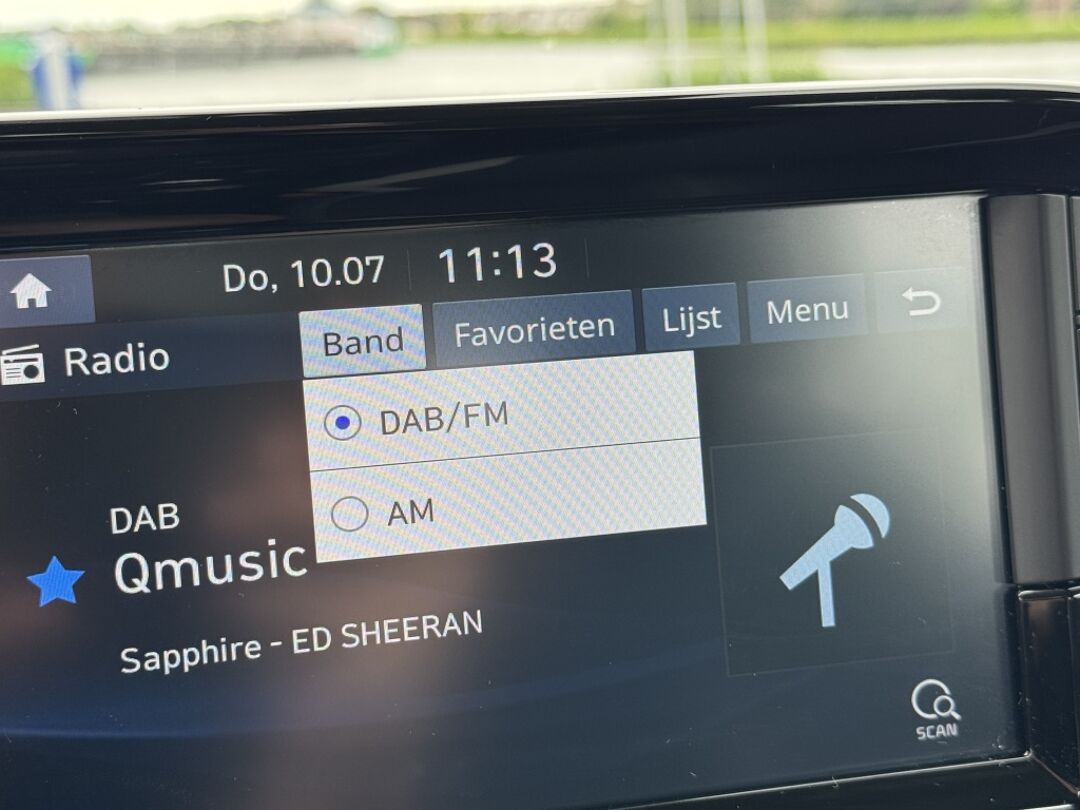 Do, 10.07 11:13
Radio Band Favorieten Lijst Menu
DAB/FM
AM
DAB
Qmusic
Sapphire - ED SHEERAN
SCAN